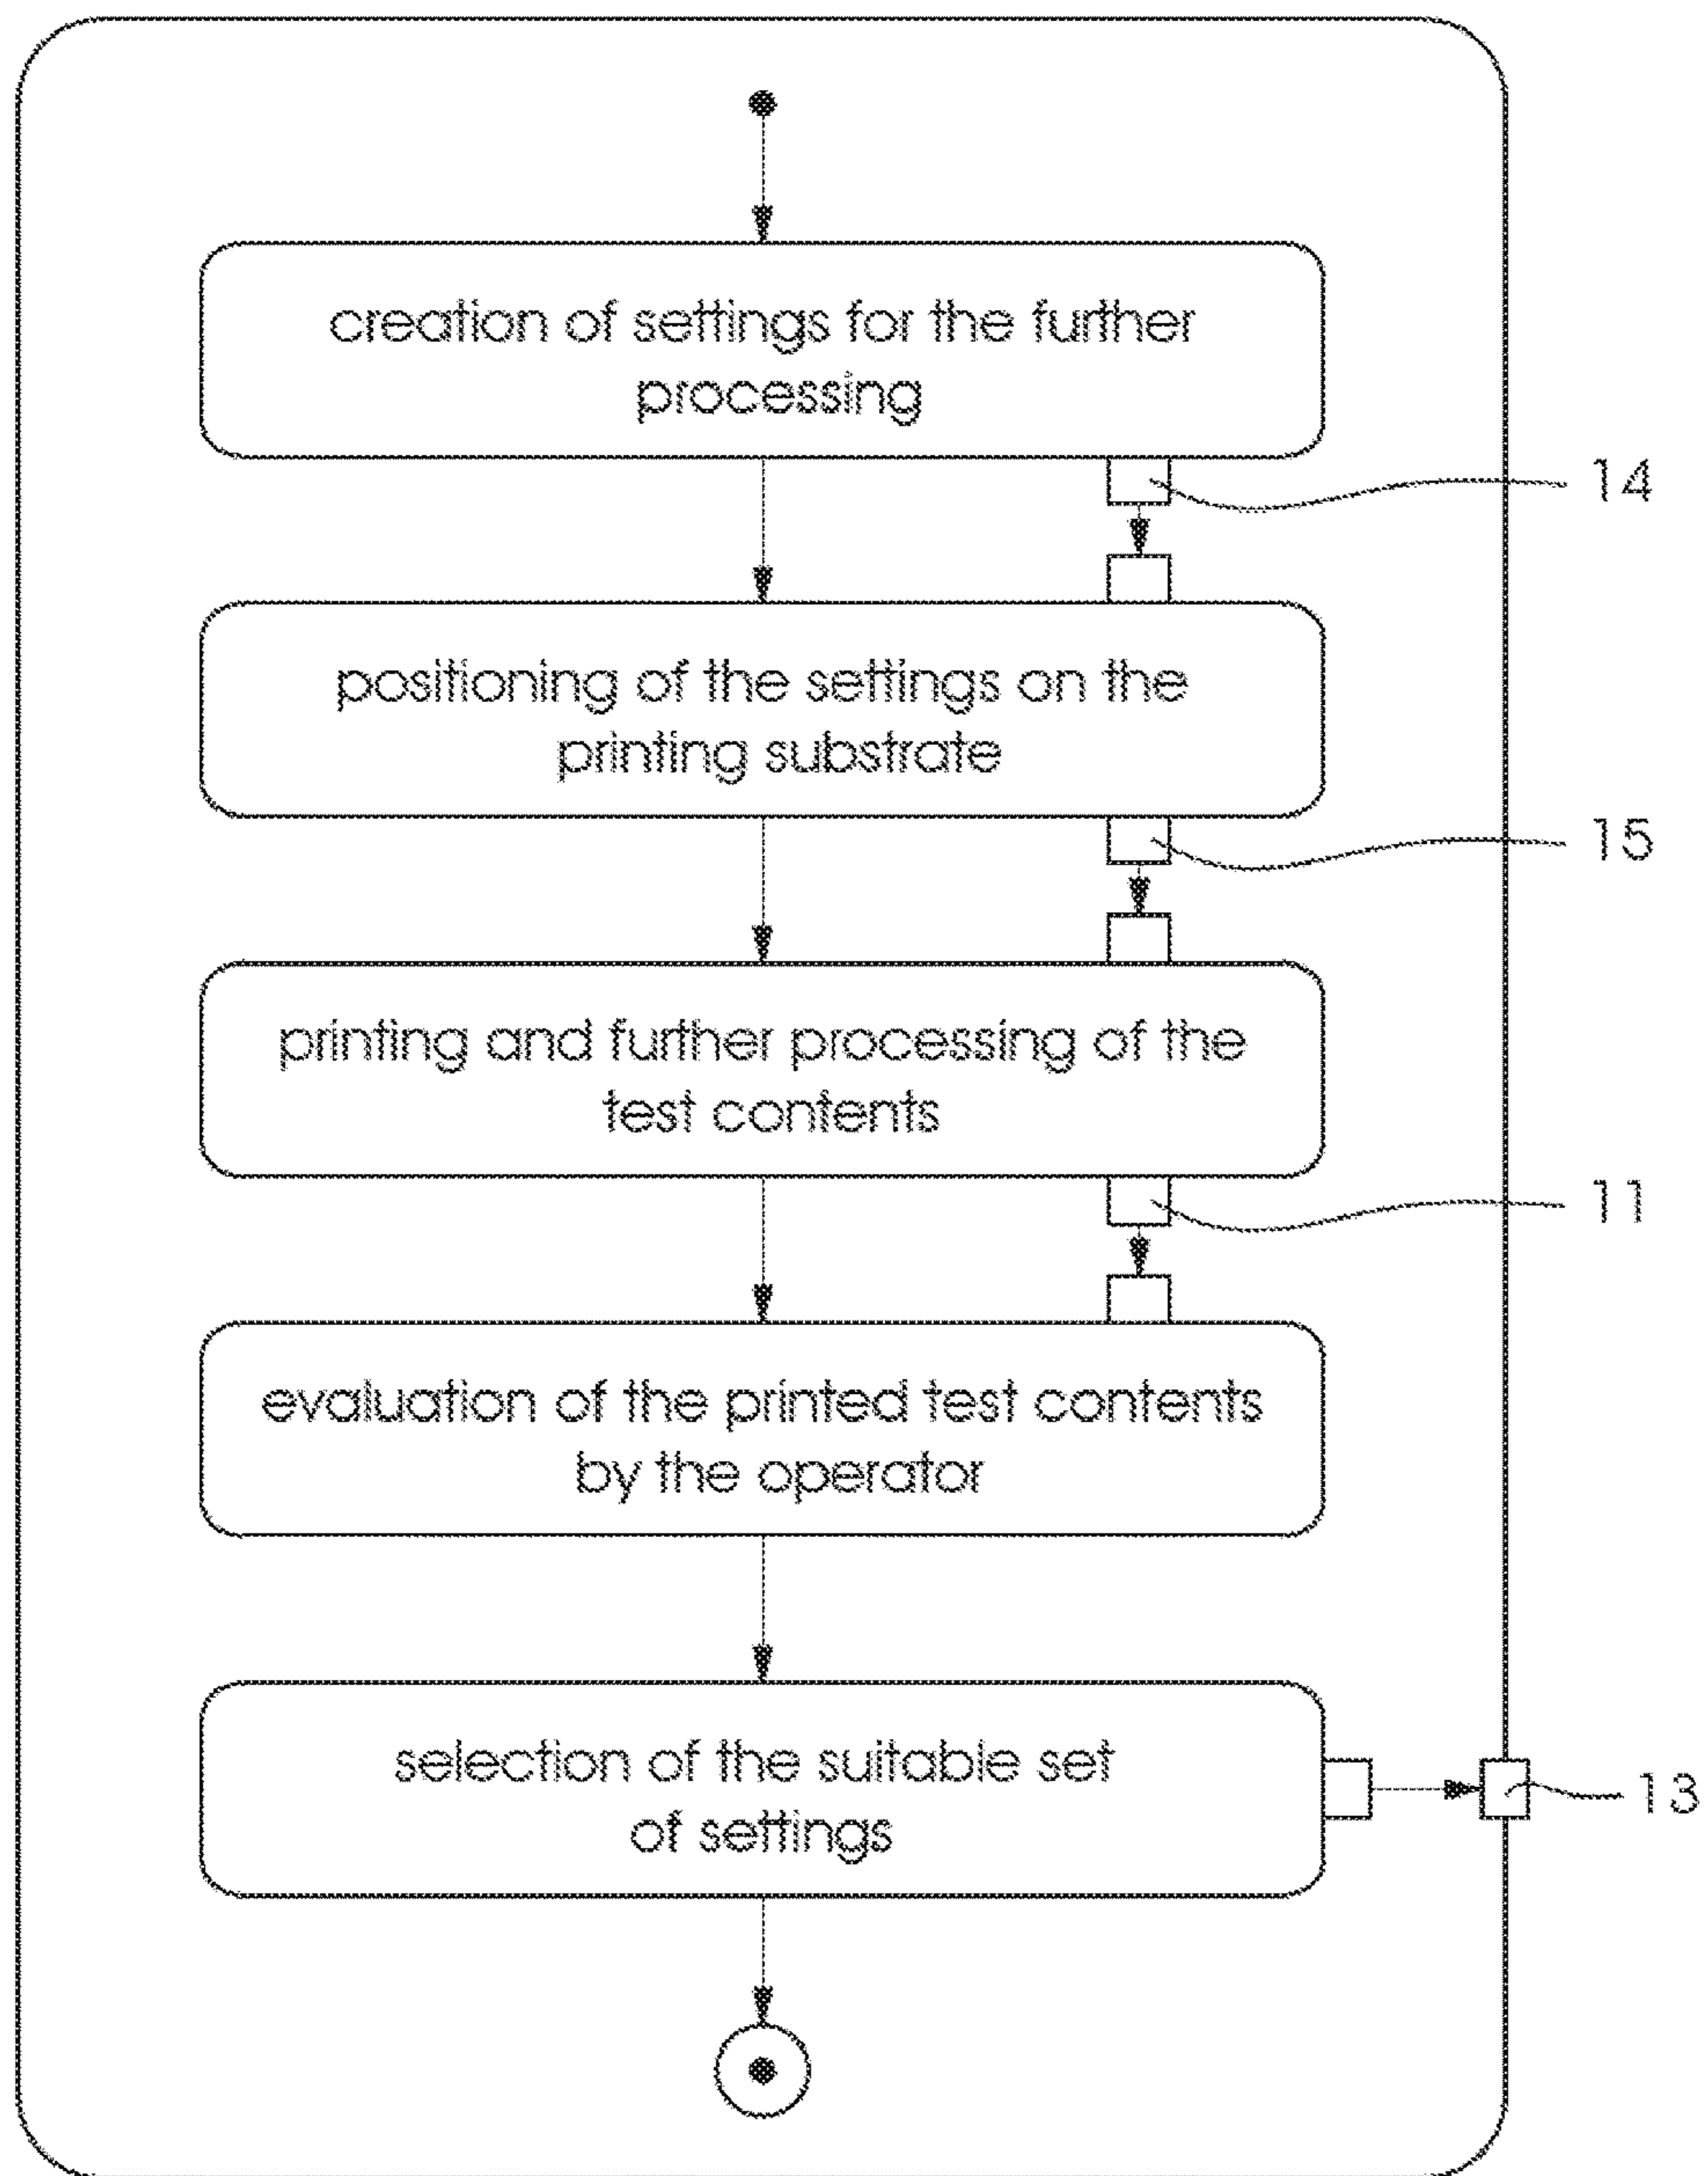 creation of settings for the further
processing
14
positioning of the settings on the
printing substrate
15
printing and further processing of the
test contents
11
evaluation of the printed test contents
by the operator
selection of the suitable set
of settings
13